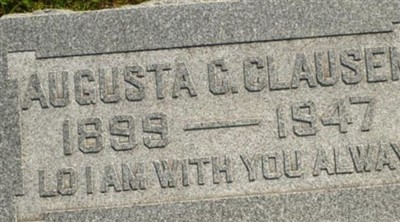 AUGUSTA C. CLAUSEN
1899 — 1947
LO I AM WITH YOU ALWAY